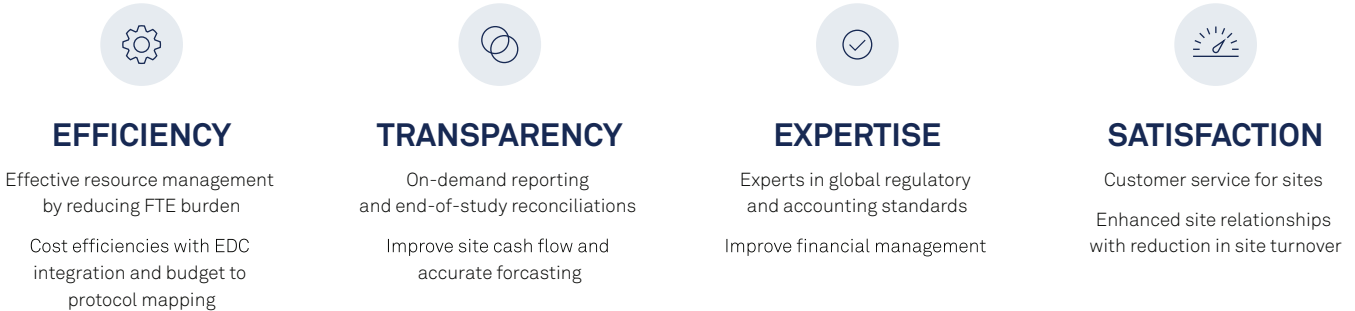 EFFICIENCY
Effective resource management
by reducing FTE burden
Cost efficiencies with EDC
integration and budget to
protocol mapping
TRANSPARENCY
On-demand reporting
and end-of-study reconciliations
Improve site cash flow and
accurate forcasting
EXPERTISE
Experts in global regulatory
and accounting standards
Improve financial management
SATISFACTION
Customer service for sites
Enhanced site relationships
with reduction in site turnover